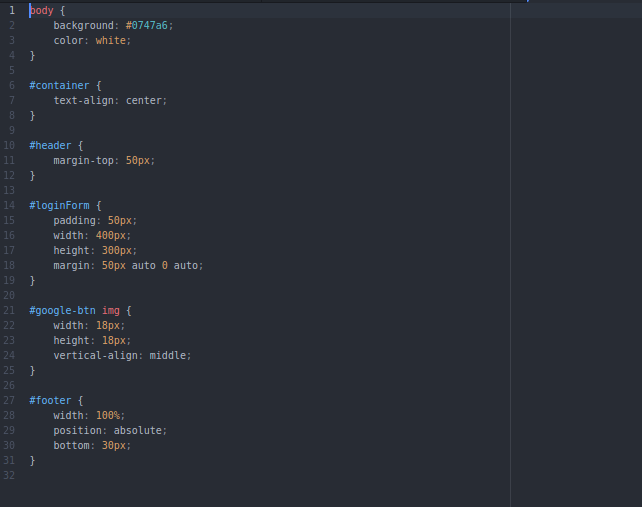 1 body {
2     background: #0747a6;
3     color: white;
4 }
5
6 #container {
7     text-align: center;
8 }
9
10 #header {
11     margin-top: 50px;
12 }
13
14 #loginForm {
15     padding: 50px;
16     width: 400px;
17     height: 300px;
18     margin: 50px auto 0 auto;
19 }
20
21 #google-btn img {
22     width: 18px;
23     height: 18px;
24     vertical-align: middle;
25 }
26
27 #footer {
28     width: 100%;
29     position: absolute;
30     bottom: 30px;
31 }
32